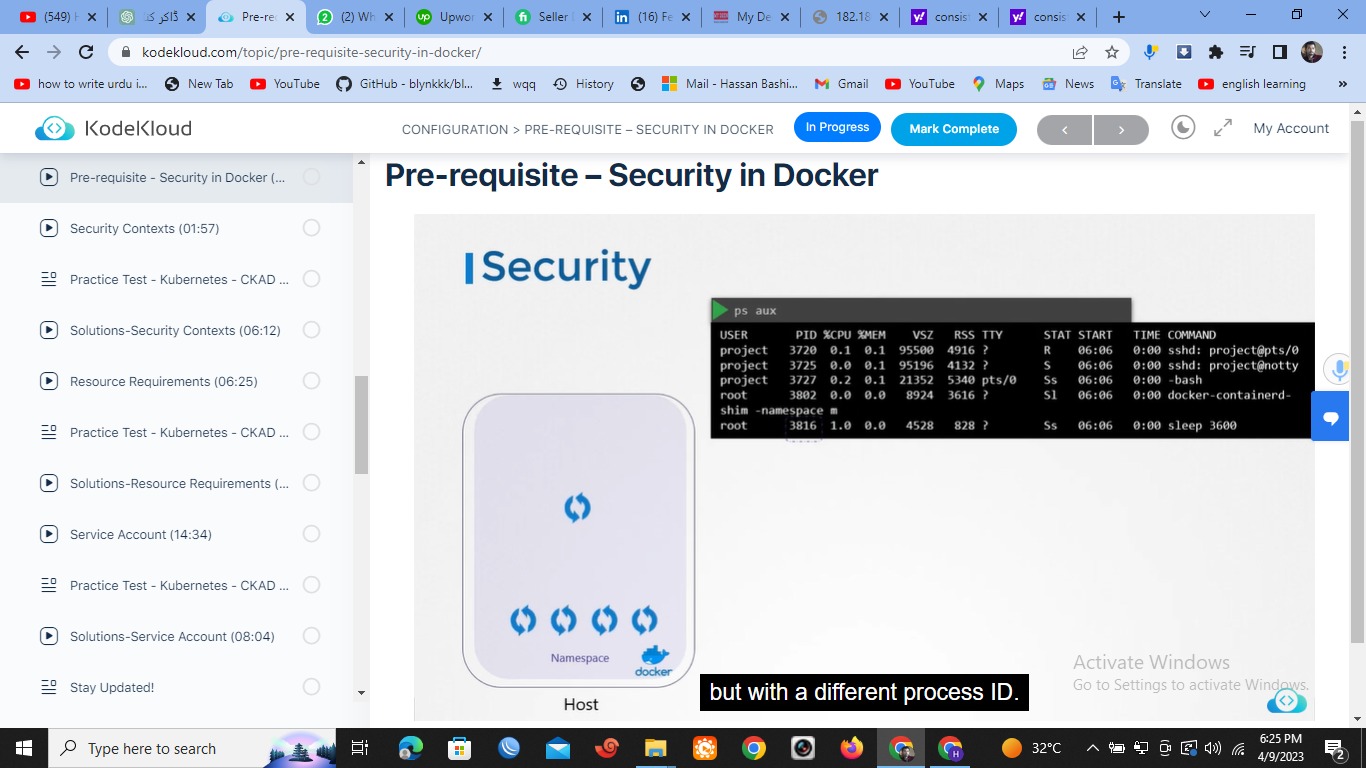 (549) H
ڈاکر کنٹ
Pre-re
(2) Wh
Upwor
Seller
(16) Fe
My De
182.18
consist
consis
kodekloud.com/topic/pre-requisite-security-in-docker/
how to write urdu i...
New Tab
YouTube
GitHub - blynkkk/bl...
wqq
History
Mail - Hassan Bashi...
Gmail
YouTube
Maps
News
Translate
english learning
»
KodeKloud
CONFIGURATION > PRE-REQUISITE – SECURITY IN DOCKER
In Progress
Mark Complete
My Account
Pre-requisite - Security in Docker (...
Security Contexts (01:57)
Practice Test - Kubernetes - CKAD ...
Solutions-Security Contexts (06:12)
Resource Requirements (06:25)
Practice Test - Kubernetes - CKAD ...
Solutions-Resource Requirements (...
Service Account (14:34)
Practice Test - Kubernetes - CKAD ...
Solutions-Service Account (08:04)
Stay Updated!
Pre-requisite – Security in Docker
Security
ps aux
USER PID %CPU %MEM VSZ RSS TTY STAT START TIME COMMAND
project 3720 0.1 0.1 95500 4916 ? R 06:06 0:00 sshd: project@pts/0
project 3725 0.0 0.1 95196 4132 ? S 06:06 0:00 sshd: project@notty
project 3727 0.2 0.1 21352 5340 pts/0 Ss 06:06 0:00 -bash
root 3802 0.0 0.0 8924 3616 ? Sl 06:06 0:00 docker-containerd-
shim -namespace m
root 3816 1.0 0.0 4528 828 ? Ss 06:06 0:00 sleep 3600
Namespace
docker
Host
but with a different process ID.
Activate Windows
Go to Settings to activate Windows.
Type here to search
32°C
6:25 PM
4/9/2023
2